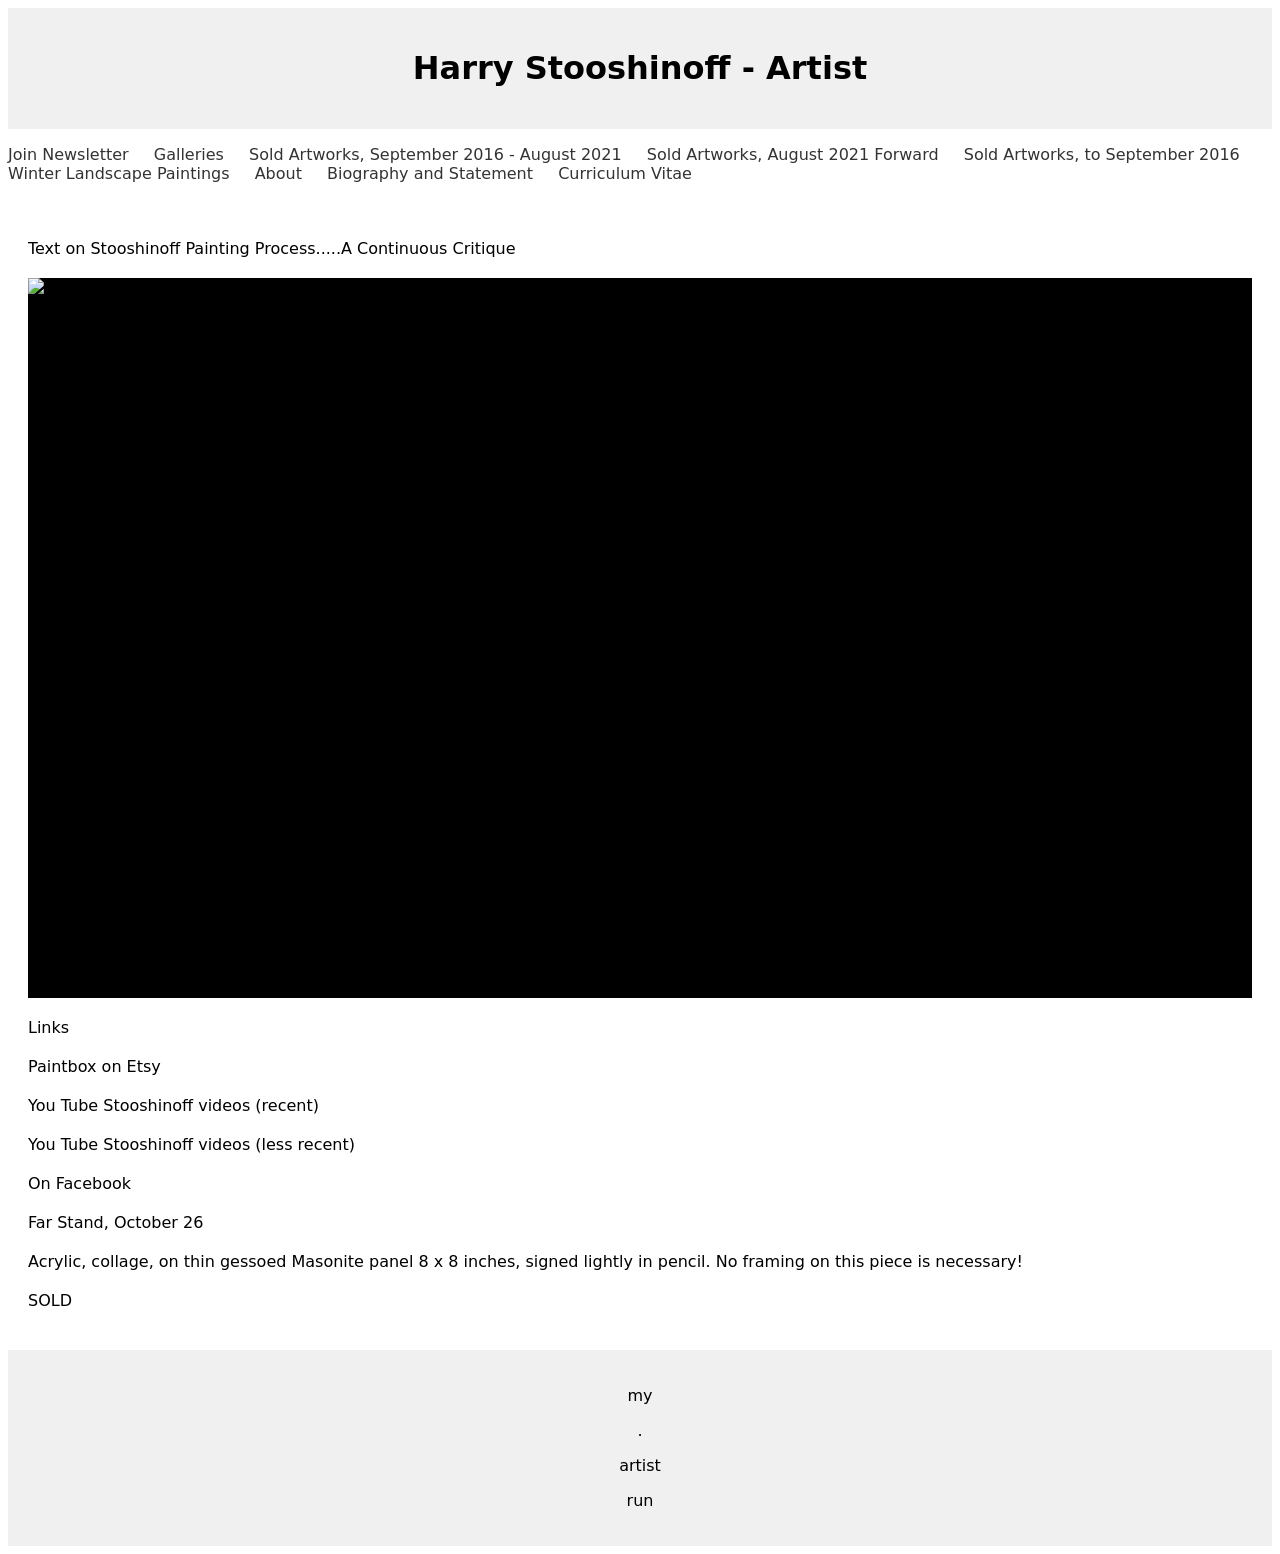 Harry Stooshinoff - Artist
Join Newsletter Galleries Sold Artworks, September 2016 - August 2021 Sold Artworks, August 2021 Forward Sold Artworks, to September 2016
Winter Landscape Paintings About Biography and Statement Curriculum Vitae
Text on Stooshinoff Painting Process.....A Continuous Critique
Links
Paintbox on Etsy
You Tube Stooshinoff videos (recent)
You Tube Stooshinoff videos (less recent)
On Facebook
Far Stand, October 26
Acrylic, collage, on thin gessoed Masonite panel 8 x 8 inches, signed lightly in pencil. No framing on this piece is necessary!
SOLD
my
.
artist
run